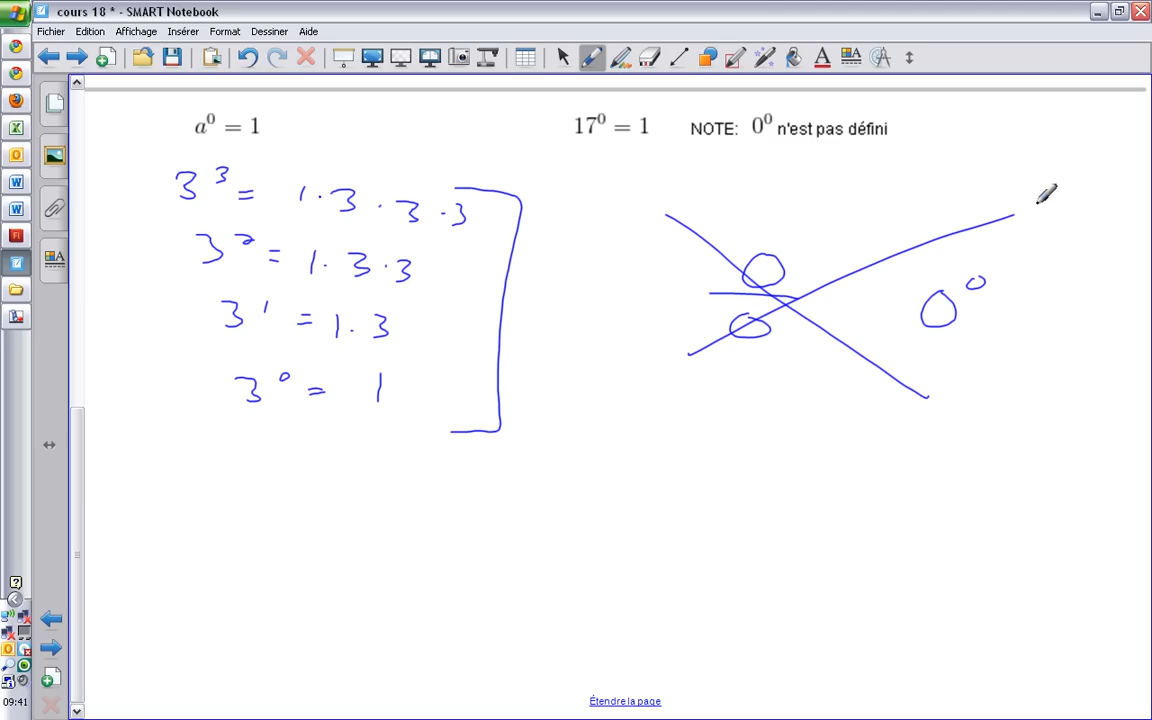 cours 18 * - SMART Notebook
Fichier Edition Affichage Insérer Format Dessiner Aide
a⁰ = 1
17⁰ = 1
NOTE: 0⁰ n'est pas défini
3³ = 1 · 3 · 3 · 3
3² = 1 · 3 · 3
3¹ = 1 · 3
3⁰ = 1
0
0
0⁰
Étendre la page
09:41